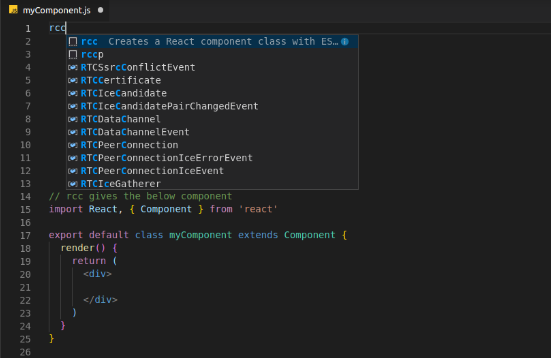 JS myComponent.js
1 rcc
2 rcc Creates a React component class with ES…
3 rccp
4 RTCSsrcConflictEvent
5 RTCCertificate
6 RTCIceCandidate
7 RTCIceCandidatePairChangedEvent
8 RTCDataChannel
9 RTCDataChannelEvent
10 RTCPeerConnection
11 RTCPeerConnectionIceErrorEvent
12 RTCPeerConnectionIceEvent
13 RTCIceGatherer
14 // rcc gives the below component
15 import React, { Component } from 'react'
16
17 export default class myComponent extends Component {
18 render() {
19 return (
20 <div>
21
22 </div>
23 )
24 }
25 }
26